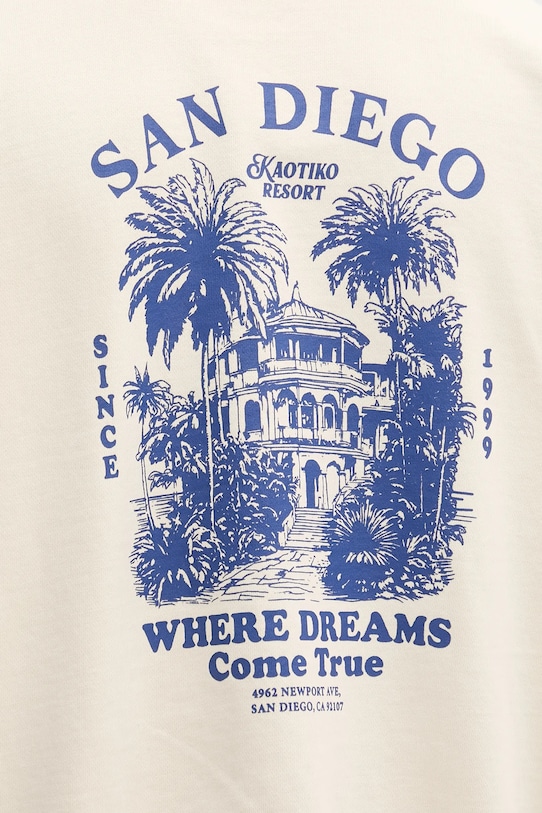 SAN DIEGO
KAOTIKO
RESORT
SINCE
1999
WHERE DREAMS
Come True
4962 NEWPORT AVE,
SAN DIEGO, CA 92107